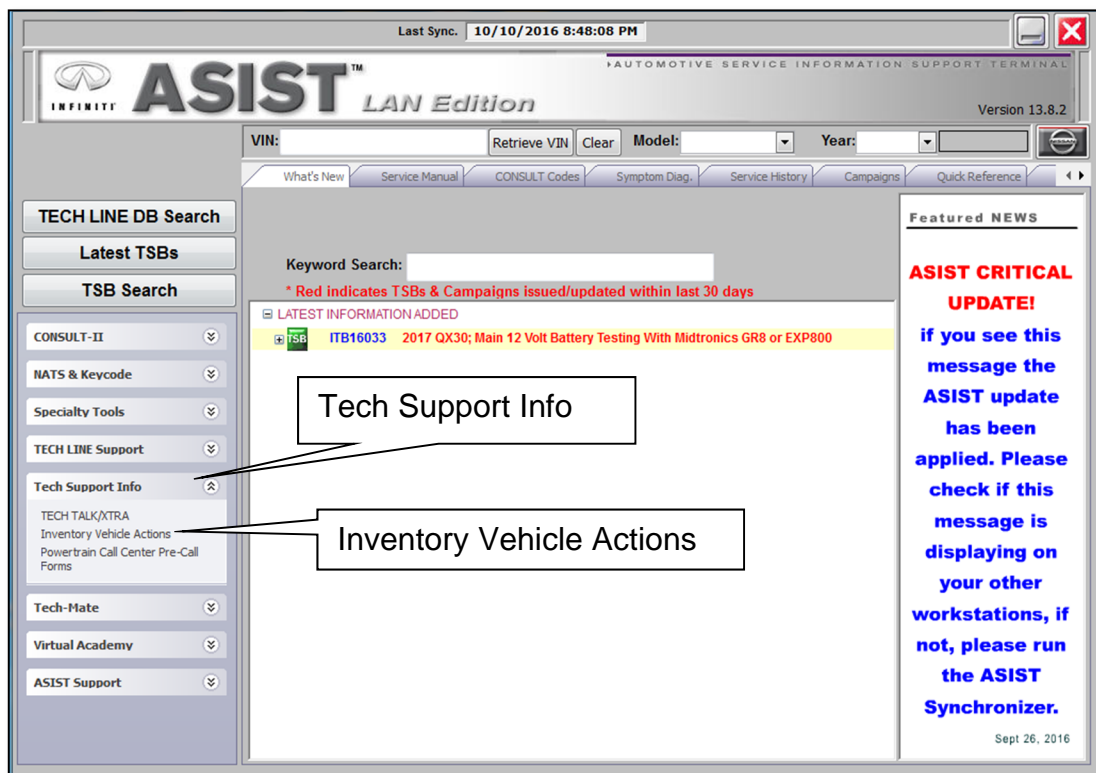 Last Sync. 10/10/2016 8:48:08 PM
INFINITI ASIST™ LAN Edition
AUTOMOTIVE SERVICE INFORMATION SUPPORT TERMINAL
Version 13.8.2
VIN: Retrieve VIN Clear Model: Year: NISSAN
What's New Service Manual CONSULT Codes Symptom Diag. Service History Campaigns Quick Reference
TECH LINE DB Search
Latest TSBs
TSB Search
CONSULT-II
NATS & Keycode
Specialty Tools
TECH LINE Support
Tech Support Info
TECH TALK/XTRA
Inventory Vehicle Actions
Powertrain Call Center Pre-Call
Forms
Tech-Mate
Virtual Academy
ASIST Support
Keyword Search:
* Red indicates TSBs & Campaigns issued/updated within last 30 days
LATEST INFORMATION ADDED
TSB ITB16033 2017 QX30; Main 12 Volt Battery Testing With Midtronics GR8 or EXP800
Tech Support Info
Inventory Vehicle Actions
Featured NEWS
ASIST CRITICAL
UPDATE!
if you see this
message the
ASIST update
has been
applied. Please
check if this
message is
displaying on
your other
workstations, if
not, please run
the ASIST
Synchronizer.
Sept 26, 2016